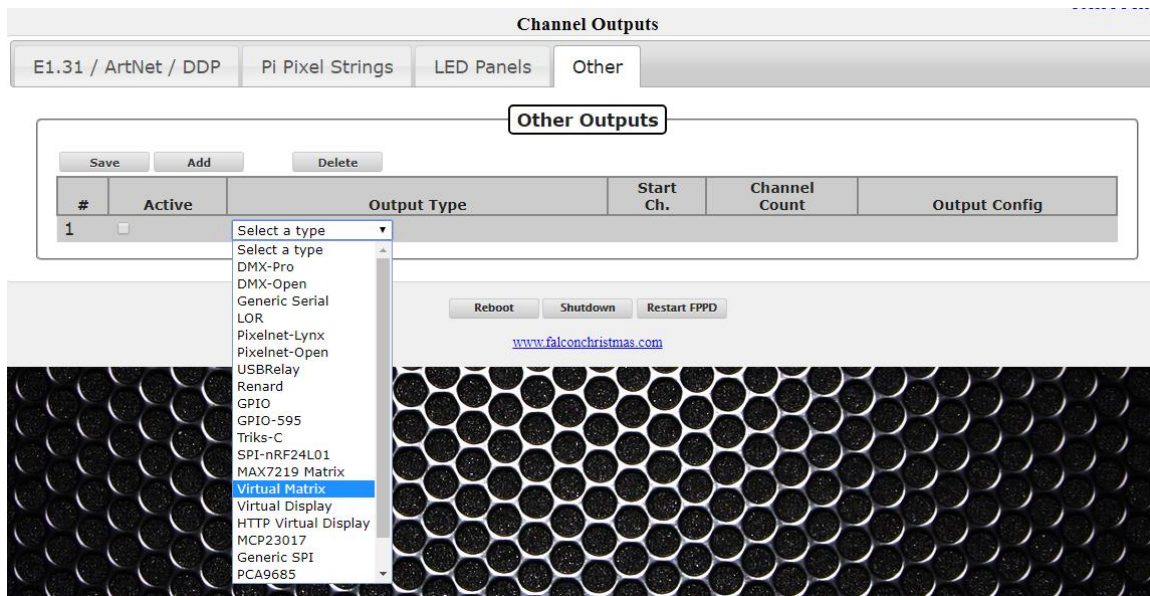 Channel Outputs
E1.31 / ArtNet / DDP Pi Pixel Strings LED Panels Other
Other Outputs
Save Add Delete
# Active Output Type Start Ch. Channel Count Output Config
1 Select a type
Select a type
DMX-Pro
DMX-Open
Generic Serial
LOR
Pixelnet-Lynx
Pixelnet-Open
USBRelay
Renard
GPIO
GPIO-595
Triks-C
SPI-nRF24L01
MAX7219 Matrix
Virtual Matrix
Virtual Display
HTTP Virtual Display
MCP23017
Generic SPI
PCA9685
Reboot Shutdown Restart FPPD
www.falconchristmas.com